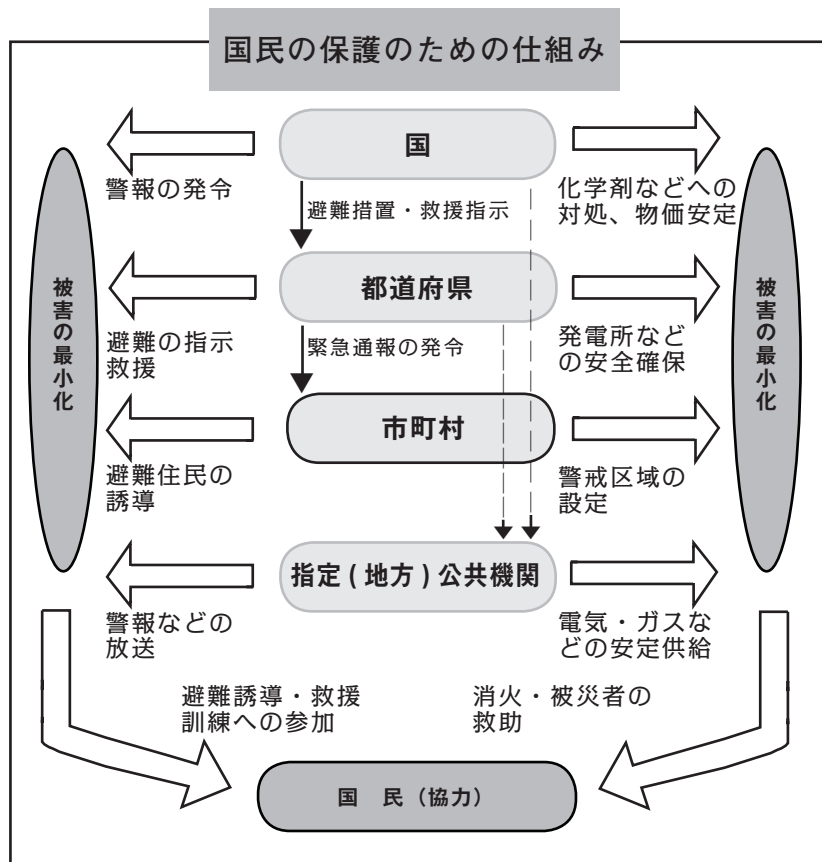 国民の保護のための仕組み
国
警報の発令
避難措置・救援指示
化学剤などへの
対処、物価安定
被害の最小化
都道府県
被害の最小化
避難の指示
救援
緊急通報の発令
発電所など
の安全確保
市町村
避難住民の
誘導
警戒区域の
設定
指定(地方)公共機関
警報などの
放送
電気・ガスな
どの安定供給
避難誘導・救援
訓練への参加
消火・被災者の
救助
国　民（協力）